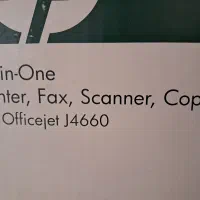 in-One
nter, Fax, Scanner, Cop
Officejet J4660